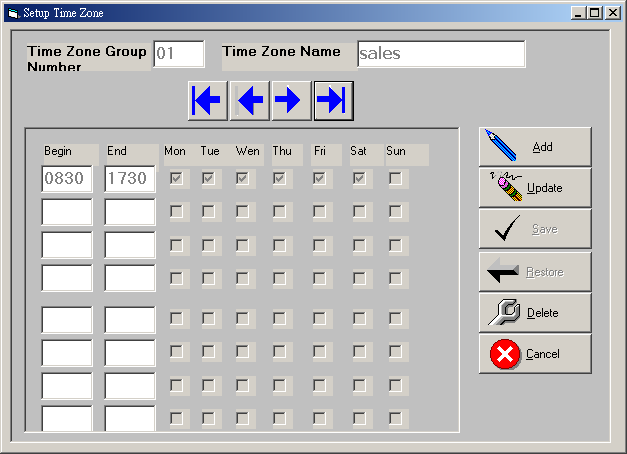 Setup Time Zone
Time Zone Group 01 Time Zone Name sales
Number
Begin End Mon Tue Wen Thu Fri Sat Sun
0830 1730
Add
Update
Save
Restore
Delete
Cancel